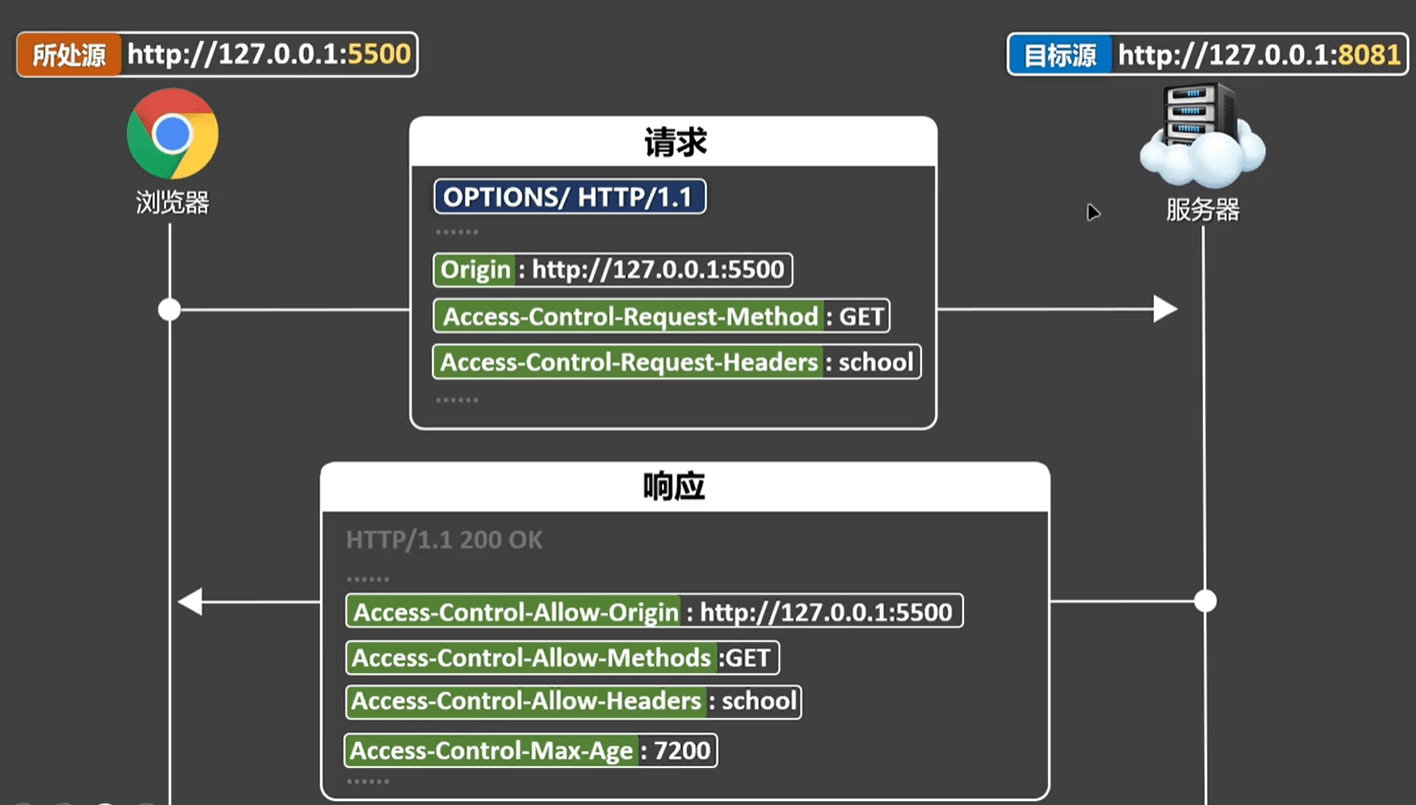 所处源 http://127.0.0.1:5500
目标源 http://127.0.0.1:8081
浏览器
服务器
请求
OPTIONS/ HTTP/1.1
......
Origin : http://127.0.0.1:5500
Access-Control-Request-Method : GET
Access-Control-Request-Headers : school
......
响应
HTTP/1.1 200 OK
......
Access-Control-Allow-Origin : http://127.0.0.1:5500
Access-Control-Allow-Methods :GET
Access-Control-Allow-Headers : school
Access-Control-Max-Age : 7200
......